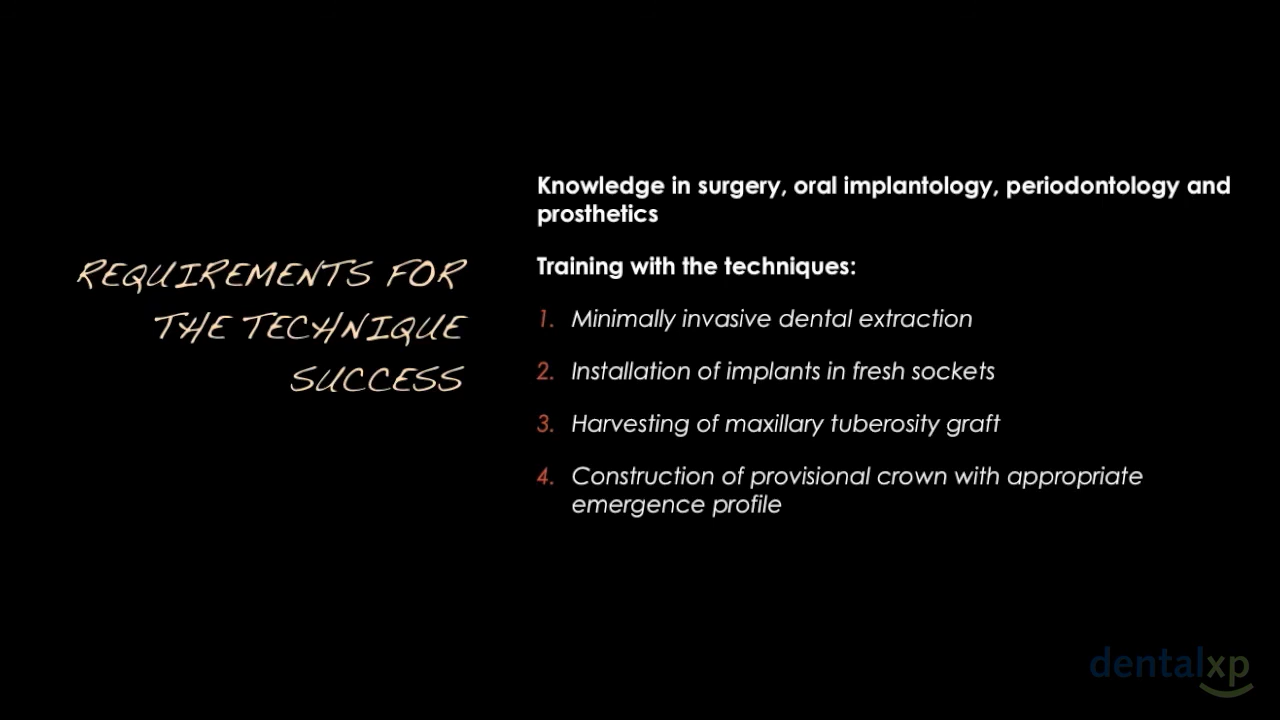 REQUIREMENTS FOR
THE TECHNIQUE
SUCCESS
Knowledge in surgery, oral implantology, periodontology and
prosthetics
Training with the techniques:
1. Minimally invasive dental extraction
2. Installation of implants in fresh sockets
3. Harvesting of maxillary tuberosity graft
4. Construction of provisional crown with appropriate
emergence profile
dentalxp